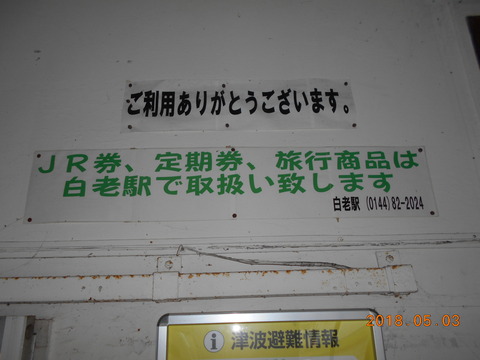 ご利用ありがとうございます。
JR券、定期券、旅行商品は
白老駅で取扱い致します
白老駅 (0144)82-2024
2018.05.03
i 津波避難情報